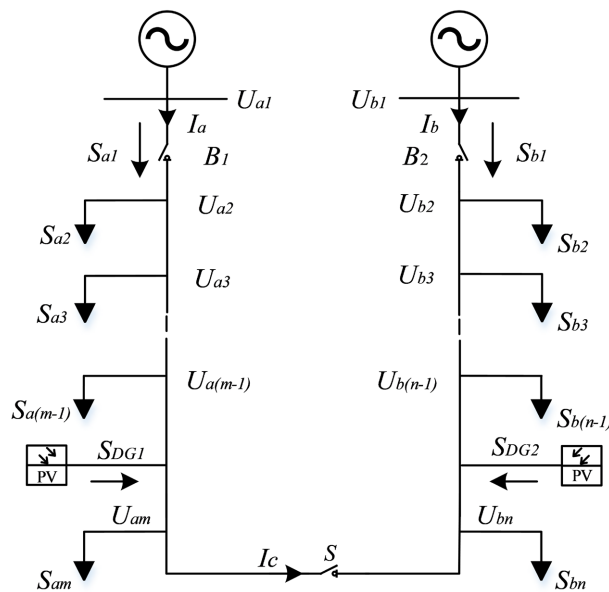 Ua1 Ub1
Ia Ib
Sa1 B1 B2 Sb1
Ua2 Ub2
Sa2 Sb2
Ua3 Ub3
Sa3 Sb3
Ua(m-1) Ub(n-1)
Sa(m-1) Sb(n-1)
SDG1 SDG2
PV PV
Uam Ubn
Ic S
Sam Sbn